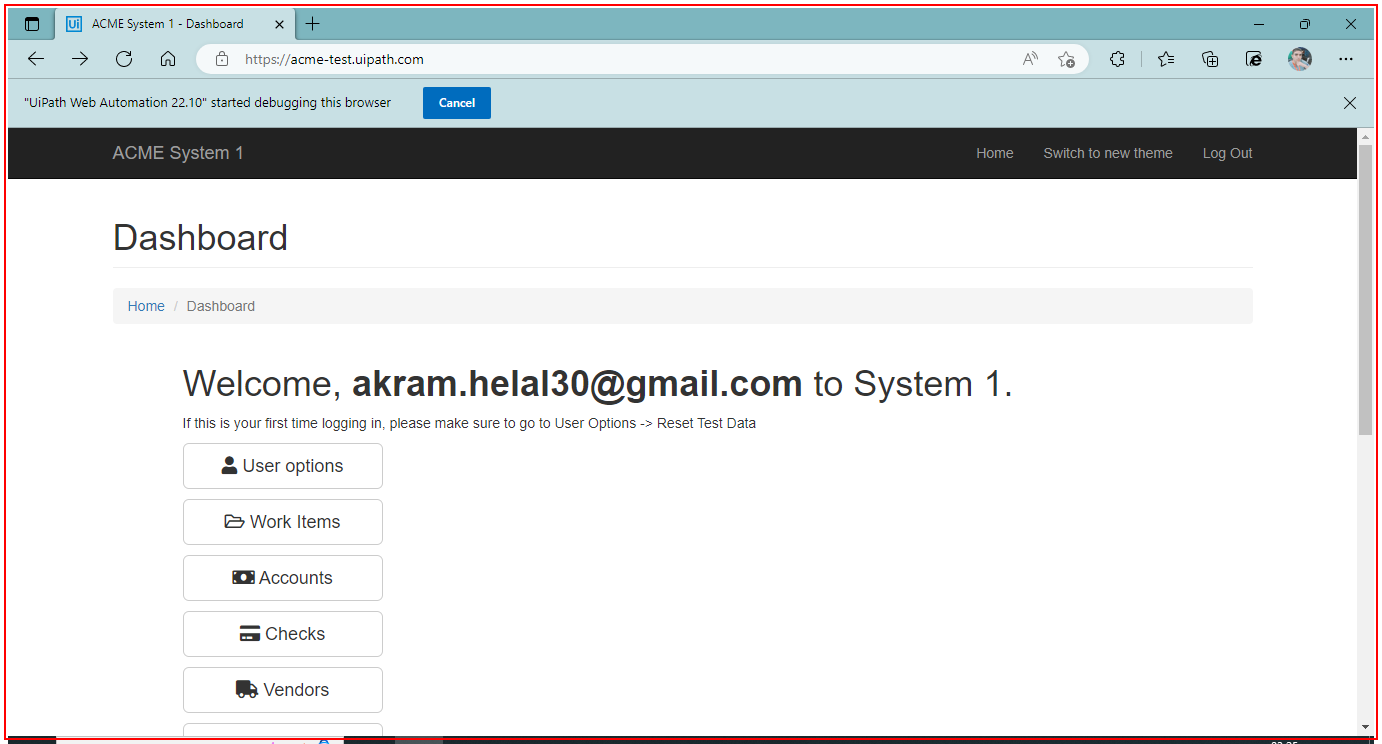 Ui ACME System 1 - Dashboard
https://acme-test.uipath.com
"UiPath Web Automation 22.10" started debugging this browser Cancel
ACME System 1 Home Switch to new theme Log Out
Dashboard
Home / Dashboard
Welcome, akram.helal30@gmail.com to System 1.
If this is your first time logging in, please make sure to go to User Options -> Reset Test Data
User options
Work Items
Accounts
Checks
Vendors